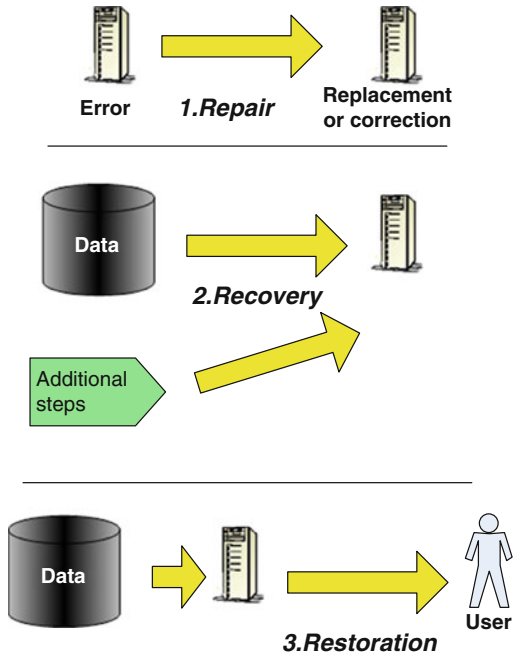 Error
1.Repair
Replacement
or correction
Data
2.Recovery
Additional
steps
Data
User
3.Restoration